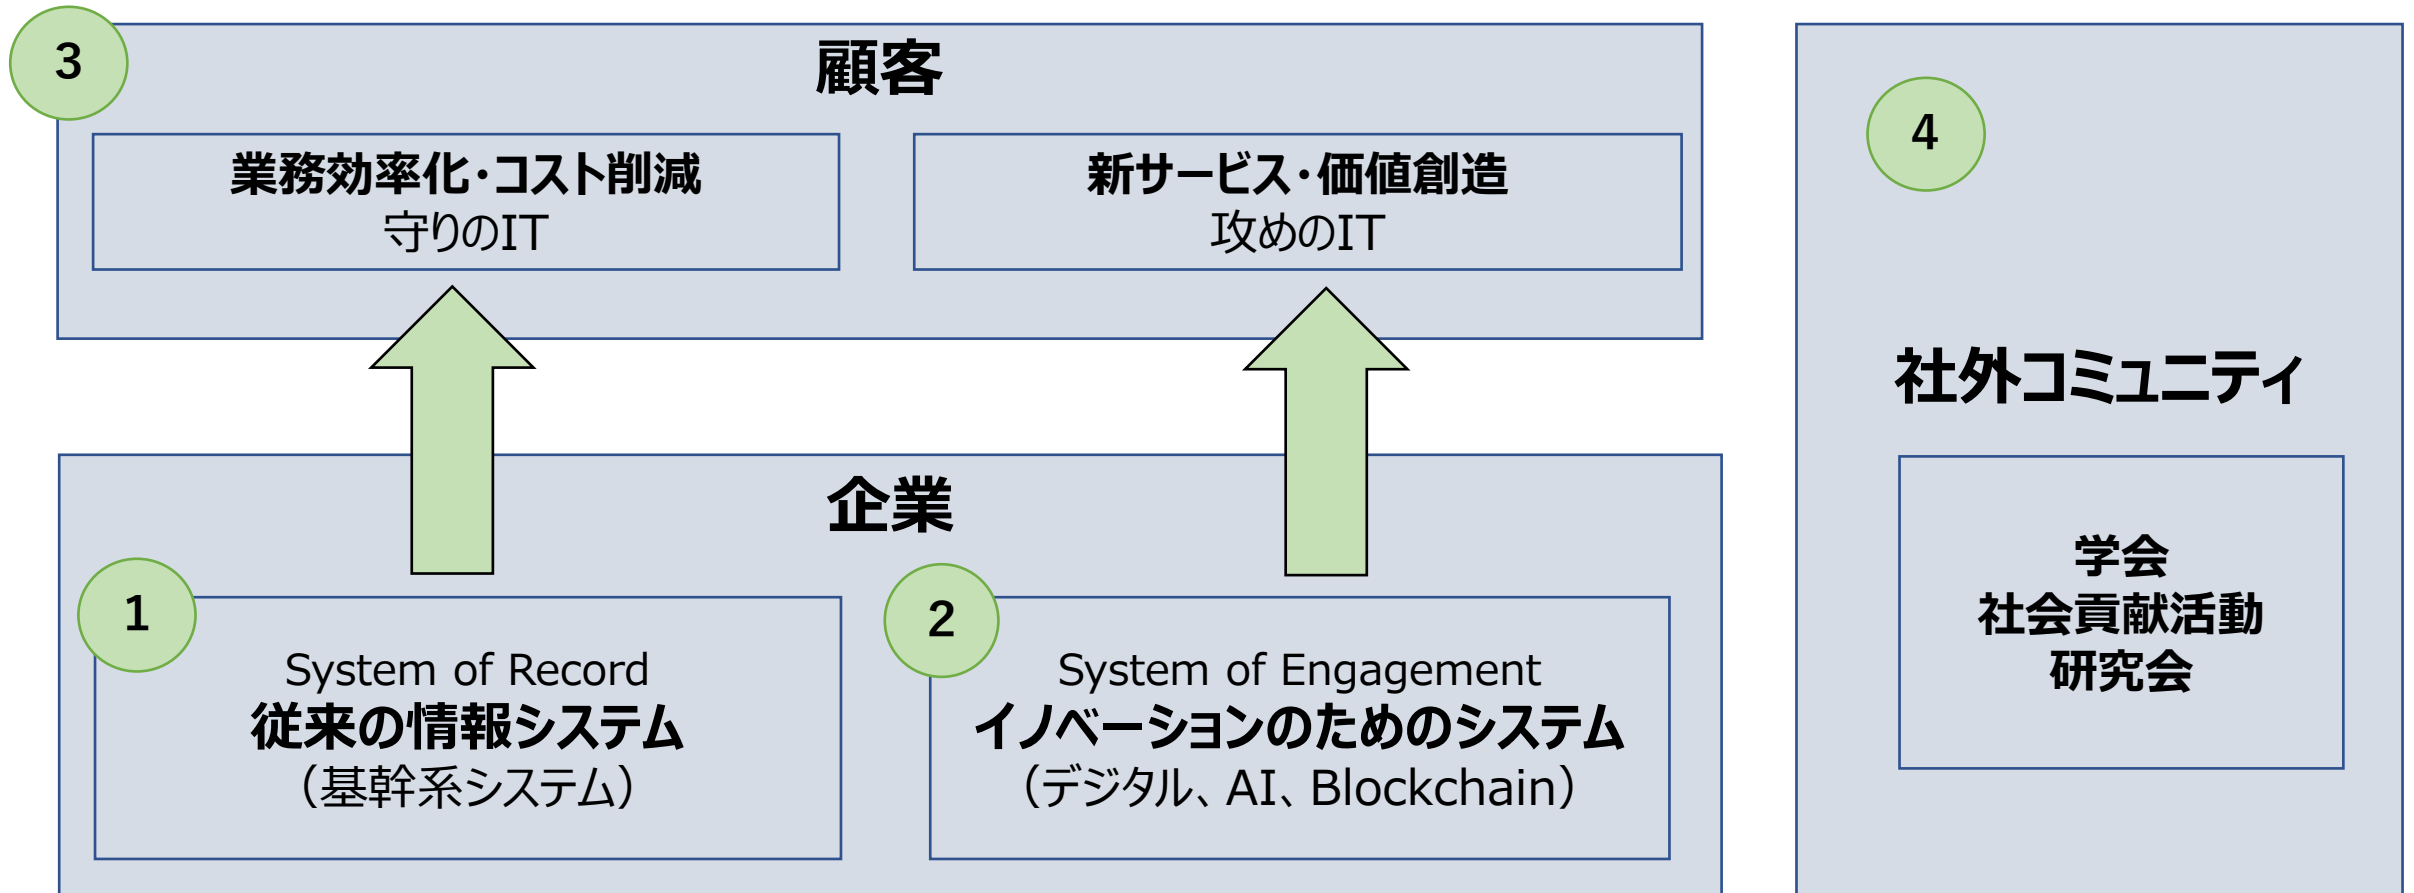 3
顧客
業務効率化・コスト削減
守りのIT
新サービス・価値創造
攻めのIT
企業
1
System of Record
従来の情報システム
（基幹系システム）
2
System of Engagement
イノベーションのためのシステム
（デジタル、AI、Blockchain）
4
社外コミュニティ
学会
社会貢献活動
研究会